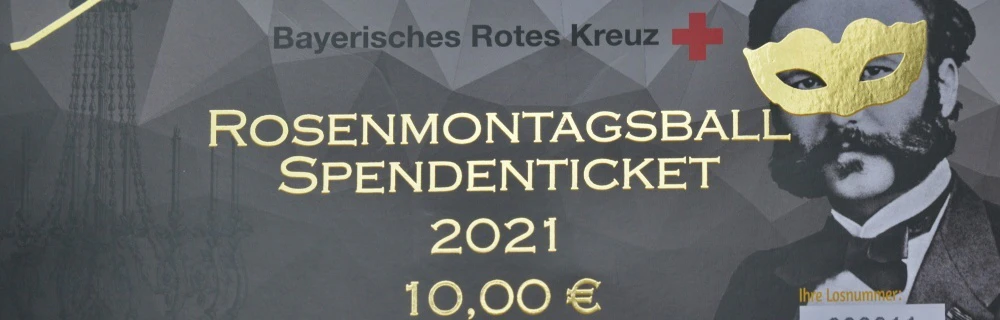 Bayerisches Rotes Kreuz
ROSENMONTAGSBALL
SPENDENTICKET
2021
10,00 €
Ihre Losnummer: